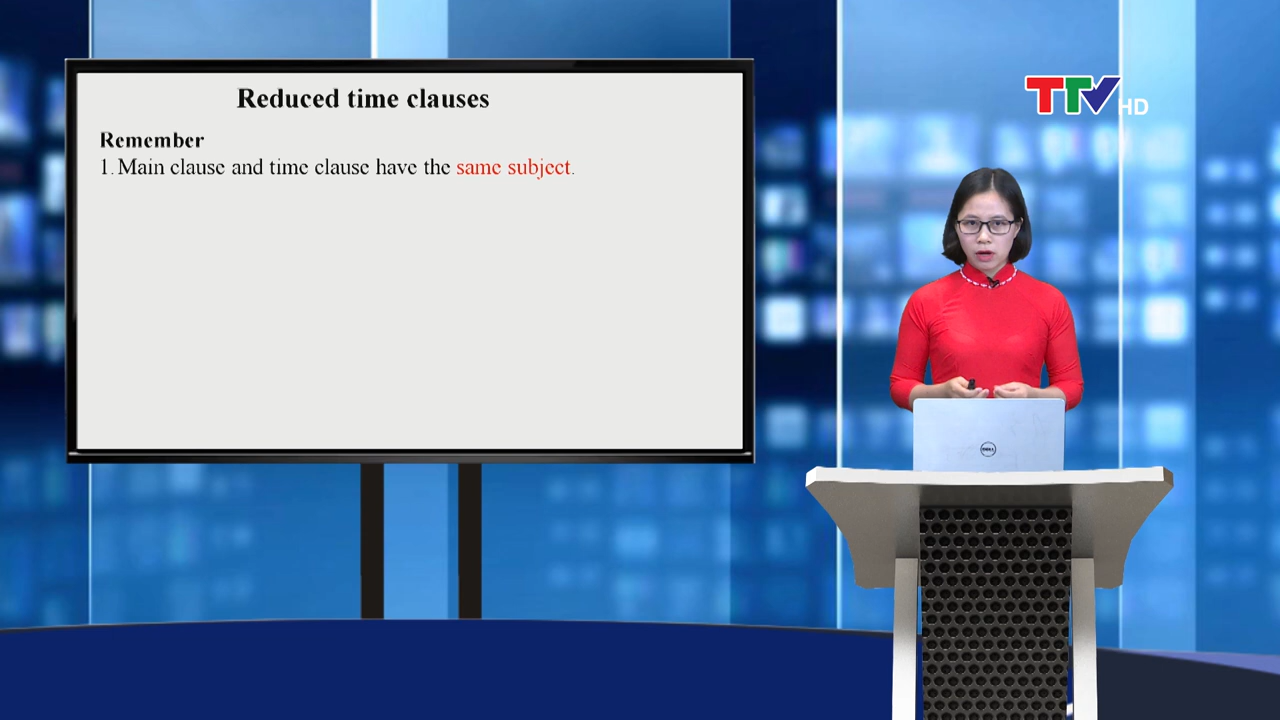 Reduced time clauses
Remember
1. Main clause and time clause have the same subject.
TTV HD
DELL